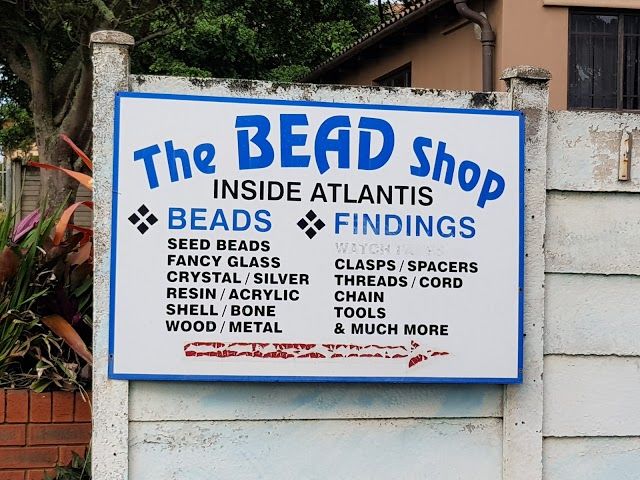 The BEAD Shop
INSIDE ATLANTIS
BEADS
SEED BEADS
FANCY GLASS
CRYSTAL / SILVER
RESIN / ACRYLIC
SHELL / BONE
WOOD / METAL
FINDINGS
WATCH
CLASPS / SPACERS
THREADS / CORD
CHAIN
TOOLS
& MUCH MORE